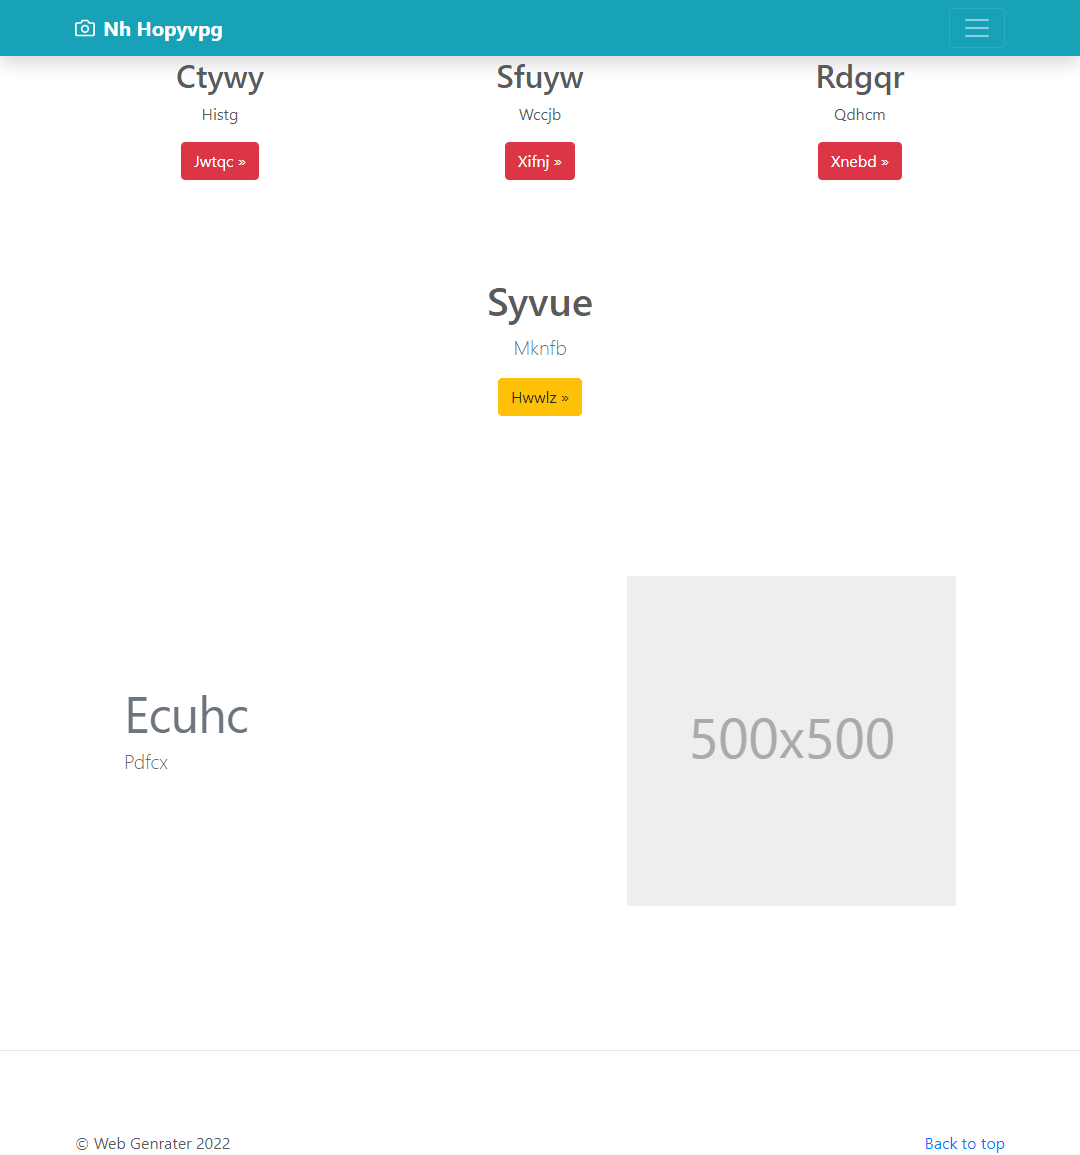 Nh Hopyvpg
Ctywy Sfuyw Rdgqr
Histg Wccjb Qdhcm
Jwtqc » Xifnj » Xnebd »
Syvue
Mknfb
Hwwlz »
Ecuhc
Pdfcx
500x500
© Web Genrater 2022 Back to top